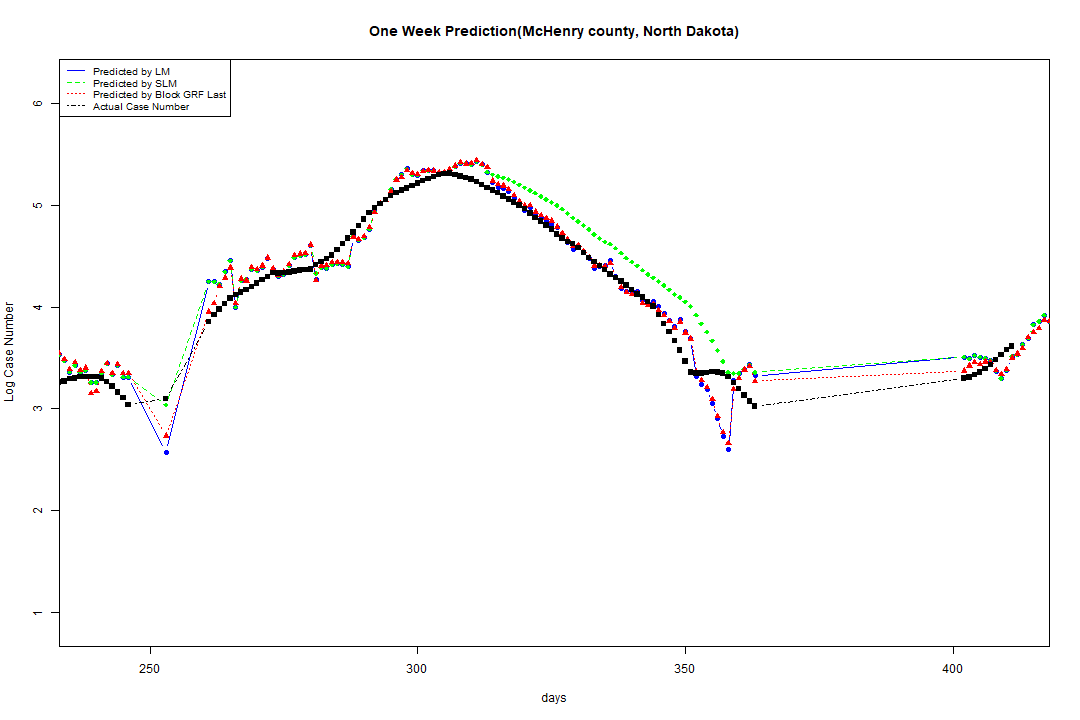 One Week Prediction(McHenry county, North Dakota)
Predicted by LM
Predicted by SLM
Predicted by Block GRF Last
Actual Case Number
6
5
4
3
2
1
Log Case Number
250
300
350
400
days